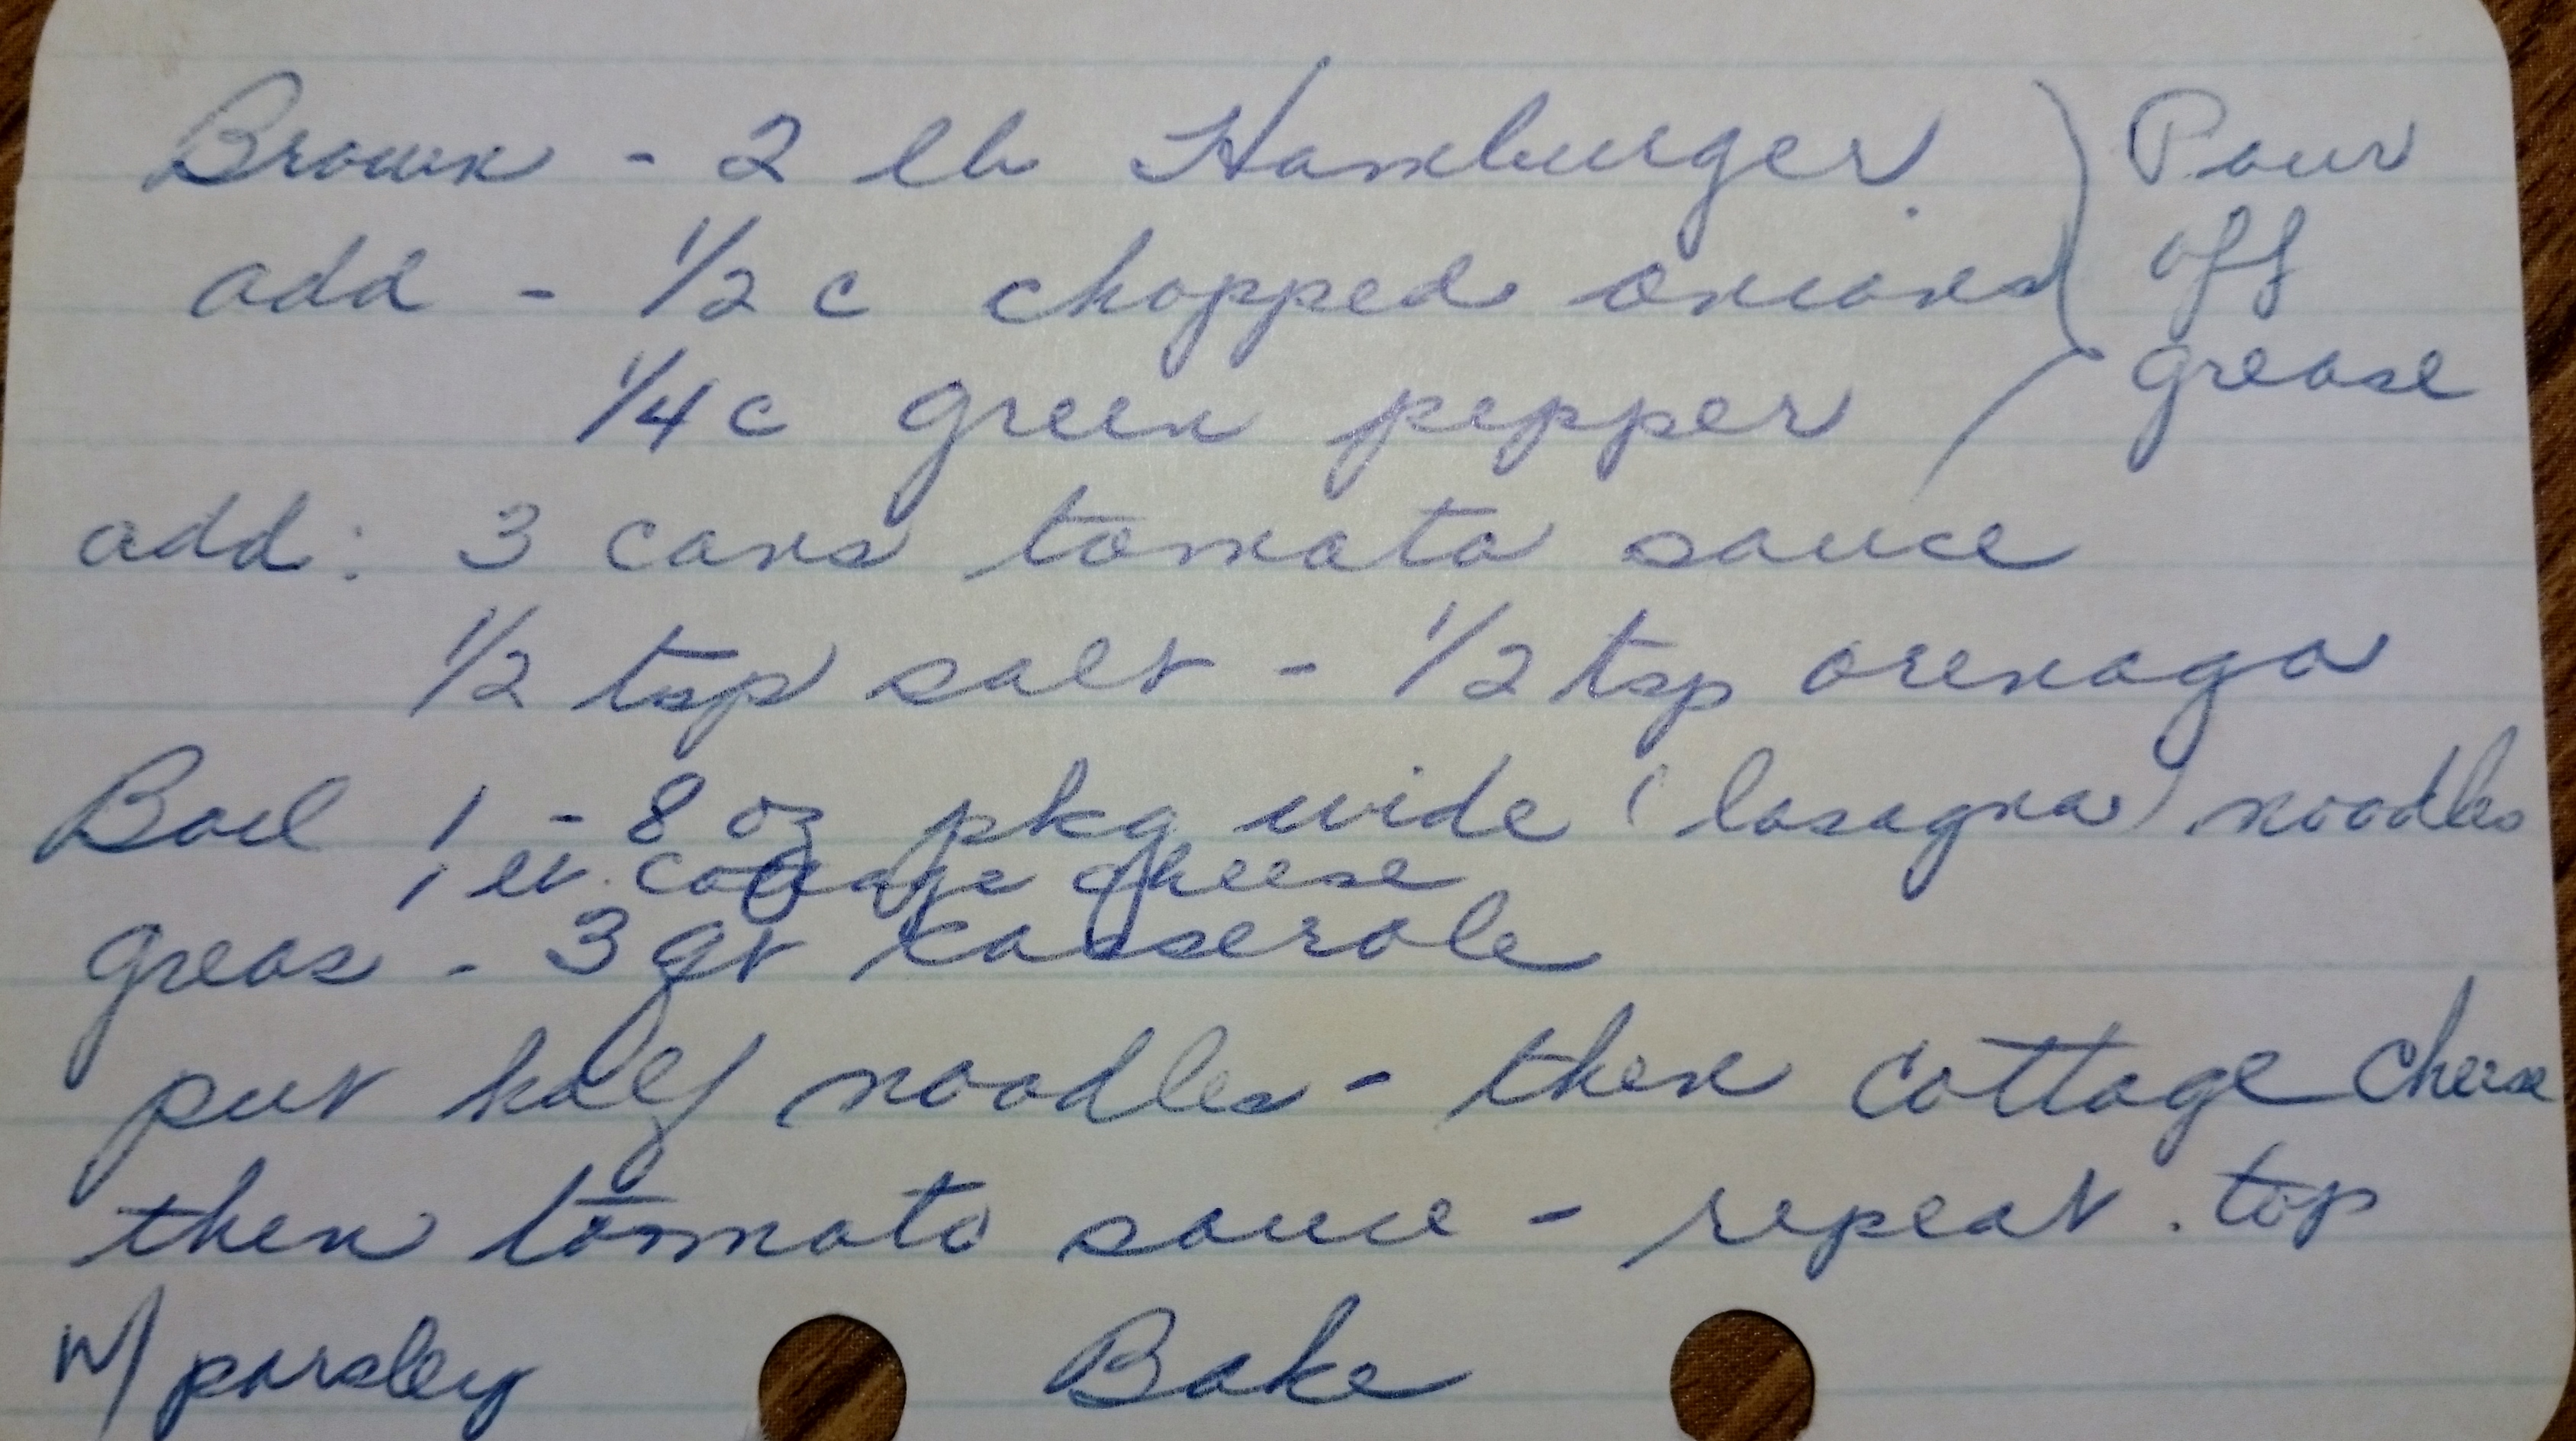 Brown - 2 lb Hamburger
add - 1/2 c chopped onions
1/4 c green pepper
Pour
off
grease
add: 3 cans tomato sauce
1/2 tsp salt - 1/2 tsp orenago
Boil 1 - 8 oz pkg wide (lasagna) noodles
1 ct. cottage cheese
greas - 3 qt casserole
put half noodles - then cottage cheese
then tomato sauce - repeat. top
w/ parsley Bake